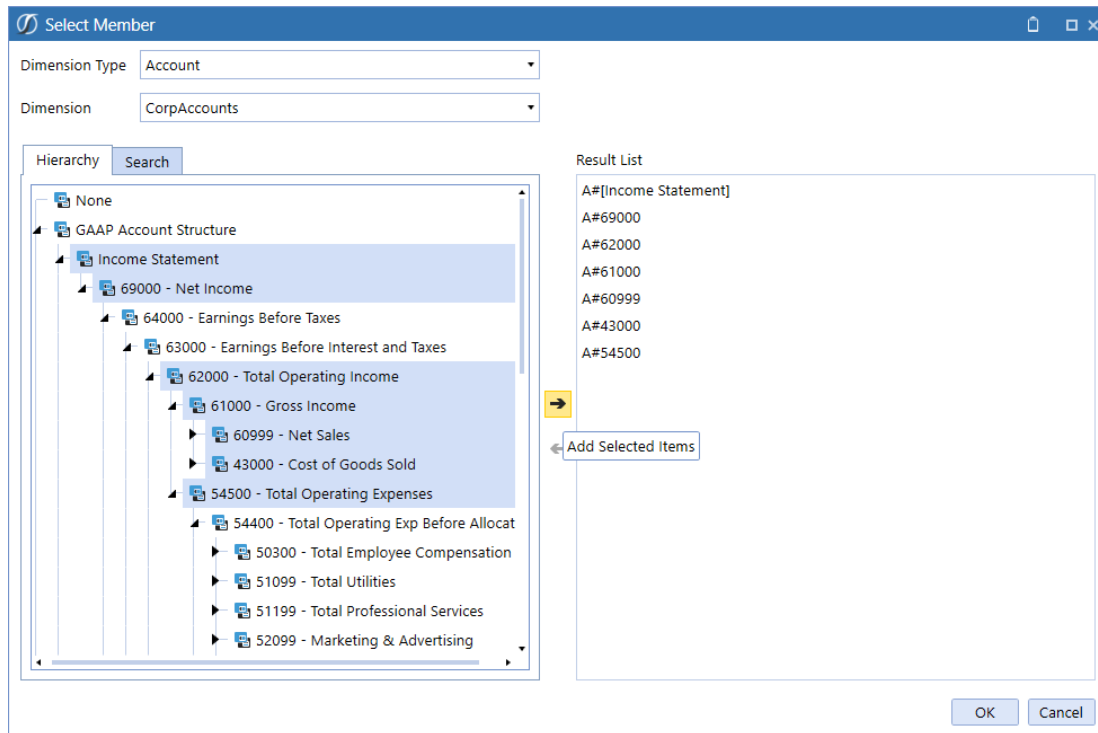 Select Member
Dimension Type Account
Dimension CorpAccounts
Hierarchy Search
None
GAAP Account Structure
Income Statement
69000 - Net Income
64000 - Earnings Before Taxes
63000 - Earnings Before Interest and Taxes
62000 - Total Operating Income
61000 - Gross Income
60999 - Net Sales
43000 - Cost of Goods Sold
54500 - Total Operating Expenses
54400 - Total Operating Exp Before Allocat
50300 - Total Employee Compensation
51099 - Total Utilities
51199 - Total Professional Services
52099 - Marketing & Advertising
Add Selected Items
Result List
A#[Income Statement]
A#69000
A#62000
A#61000
A#60999
A#43000
A#54500
OK Cancel